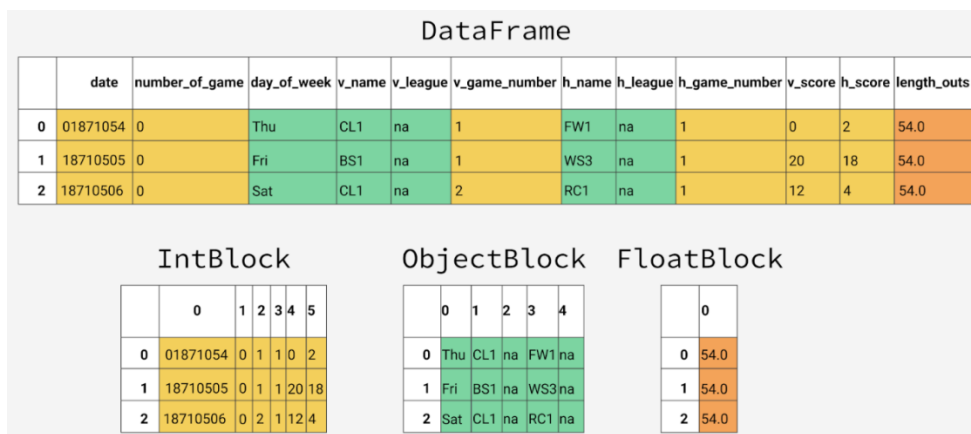 DataFrame
date number_of_game day_of_week v_name v_league v_game_number h_name h_league h_game_number v_score h_score length_outs
0 01871054 0 Thu CL1 na 1 FW1 na 1 0 2 54.0
1 18710505 0 Fri BS1 na 1 WS3 na 1 20 18 54.0
2 18710506 0 Sat CL1 na 2 RC1 na 1 12 4 54.0
IntBlock ObjectBlock FloatBlock
0 1 2 3 4 5 0 1 2 3 4 0
0 01871054 0 1 1 0 2 0 Thu CL1 na FW1 na 0 54.0
1 18710505 0 1 1 20 18 1 Fri BS1 na WS3 na 1 54.0
2 18710506 0 2 1 12 4 2 Sat CL1 na RC1 na 2 54.0